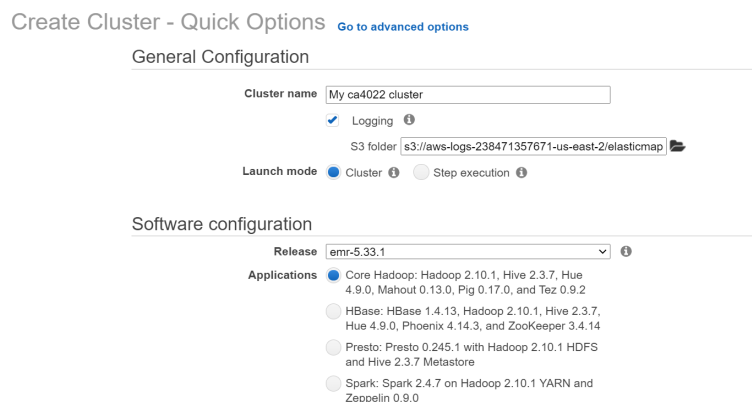 Create Cluster - Quick Options Go to advanced options
General Configuration
Cluster name My ca4022 cluster
Logging
S3 folder s3://aws-logs-238471357671-us-east-2/elasticmap
Launch mode Cluster Step execution
Software configuration
Release emr-5.33.1
Applications Core Hadoop: Hadoop 2.10.1, Hive 2.3.7, Hue
4.9.0, Mahout 0.13.0, Pig 0.17.0, and Tez 0.9.2
HBase: HBase 1.4.13, Hadoop 2.10.1, Hive 2.3.7,
Hue 4.9.0, Phoenix 4.14.3, and ZooKeeper 3.4.14
Presto: Presto 0.245.1 with Hadoop 2.10.1 HDFS
and Hive 2.3.7 Metastore
Spark: Spark 2.4.7 on Hadoop 2.10.1 YARN and
Zeppelin 0.9.0